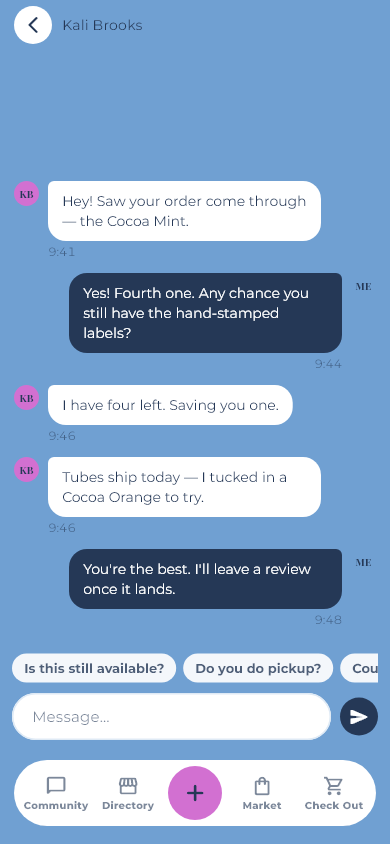 Kali Brooks
KB
Hey! Saw your order come through
— the Cocoa Mint.
9:41
ME
Yes! Fourth one. Any chance you
still have the hand-stamped
labels?
9:44
KB
I have four left. Saving you one.
9:46
KB
Tubes ship today — I tucked in a
Cocoa Orange to try.
9:46
ME
You're the best. I'll leave a review
once it lands.
9:48
Is this still available? Do you do pickup? Cou
Message...
Community Directory Market Check Out